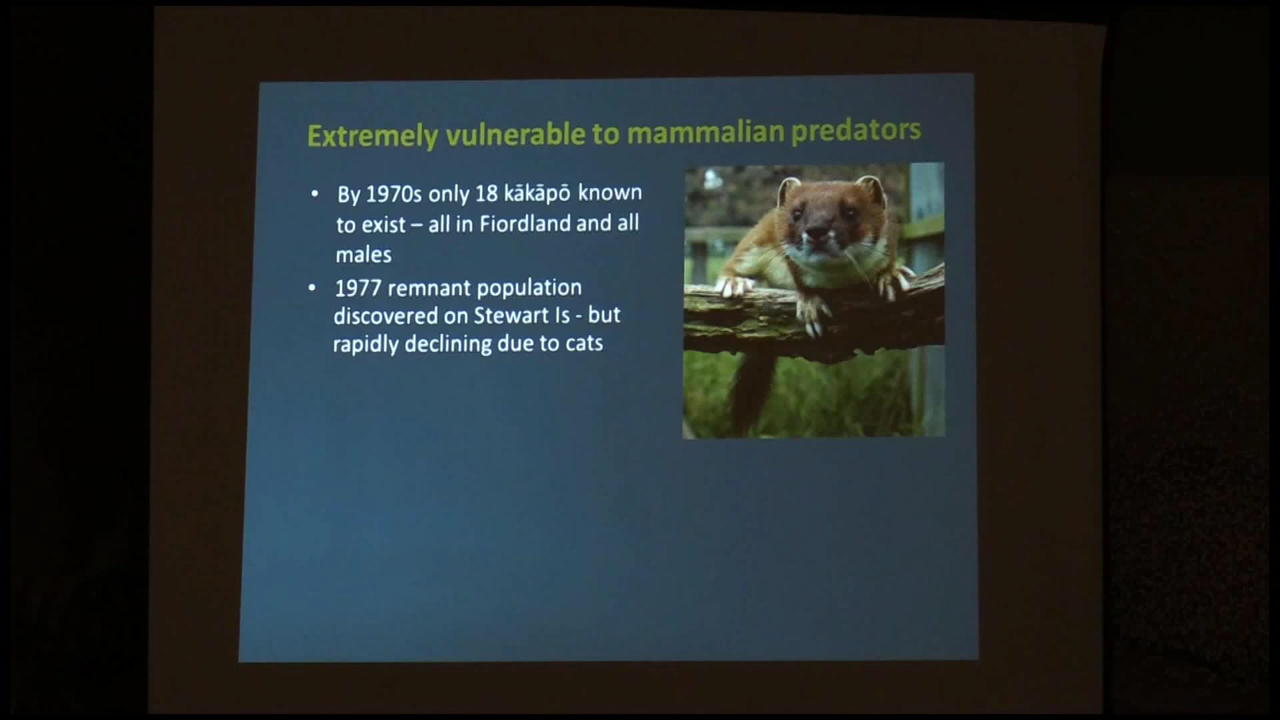 Extremely vulnerable to mammalian predators
• By 1970s only 18 kākāpō known
to exist – all in Fiordland and all
males
• 1977 remnant population
discovered on Stewart Is - but
rapidly declining due to cats